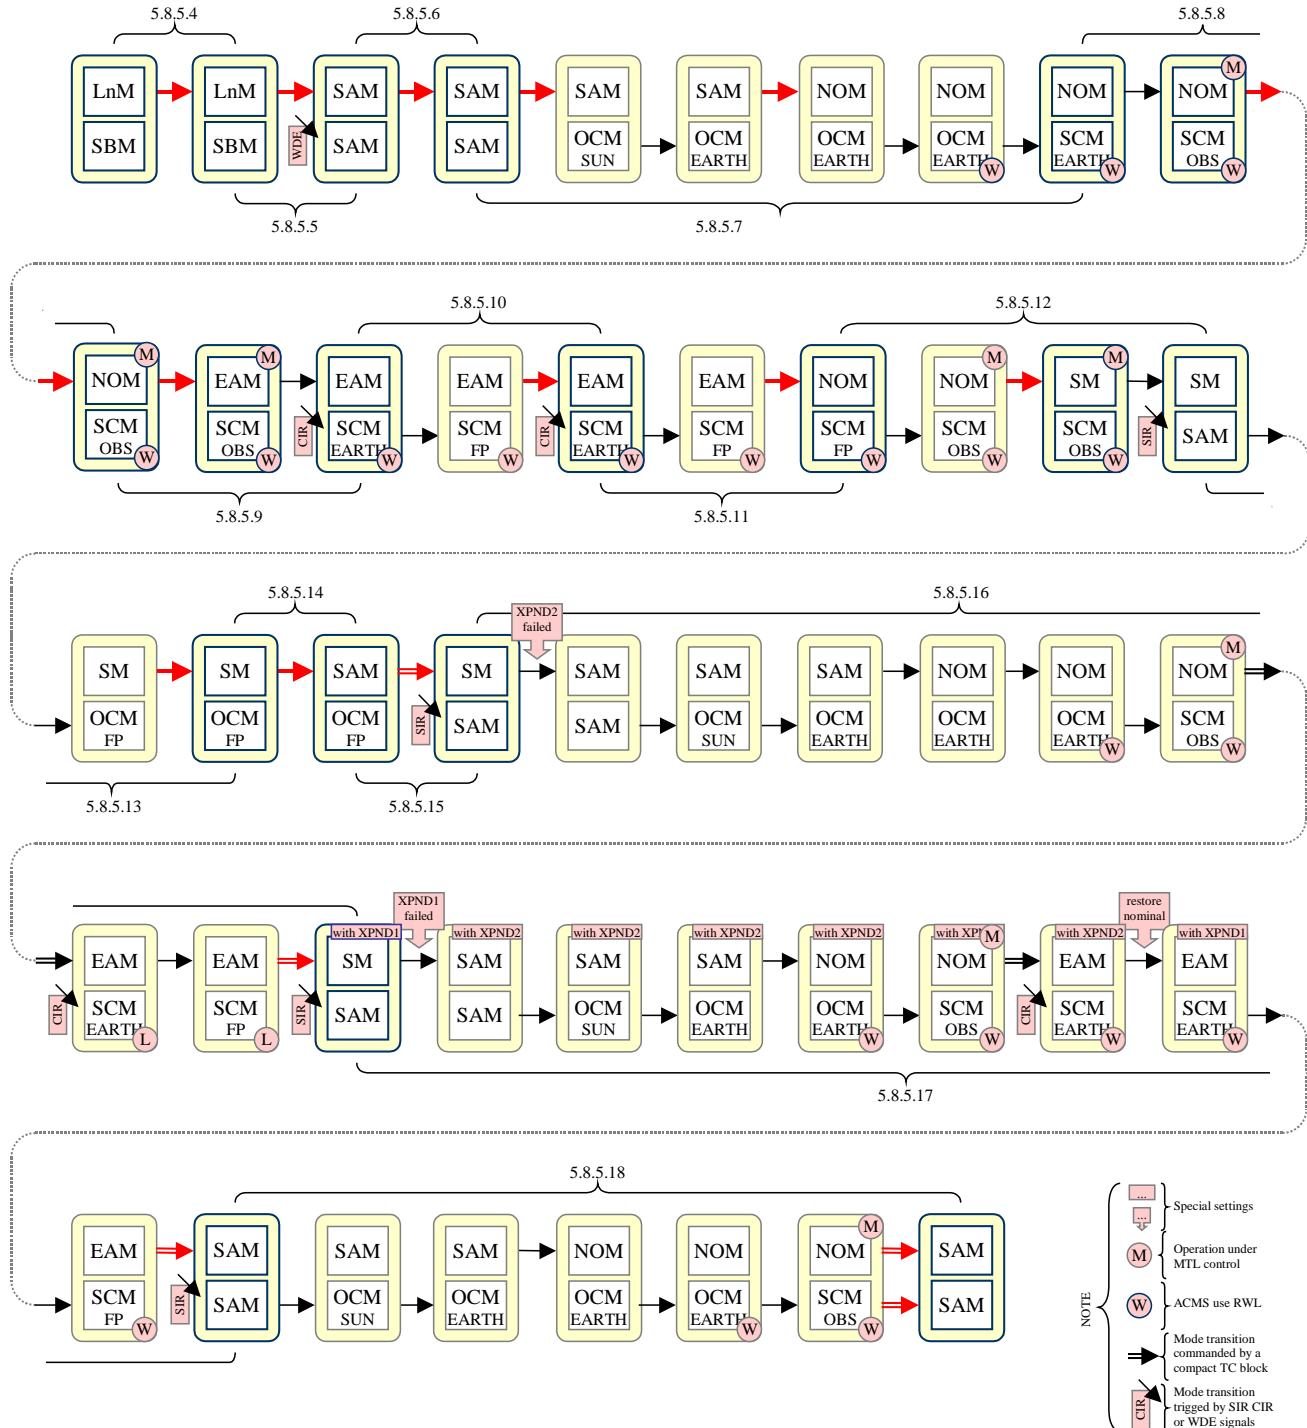 5.8.5.4
5.8.5.6
5.8.5.8
LnM LnM SAM SAM SAM SAM NOM NOM NOM NOM M
WDE
SBM SBM SAM SAM OCM SUN OCM EARTH OCM EARTH OCM EARTH W SCM EARTH W SCM OBS W
5.8.5.5
5.8.5.7
5.8.5.10
5.8.5.12
NOM M EAM M EAM EAM EAM EAM NOM NOM M SM M SM
CIR CIR SIR
SCM OBS W SCM OBS W SCM EARTH W SCM FP W SCM EARTH W SCM FP W SCM FP W SCM OBS W SCM OBS W SAM
5.8.5.9
5.8.5.11
5.8.5.14
5.8.5.16
XPND2
failed
SM SM SAM SM SAM SAM SAM NOM NOM NOM M
SIR
OCM FP OCM FP OCM FP SAM SAM OCM SUN OCM EARTH OCM EARTH OCM EARTH W SCM OBS W
5.8.5.13
5.8.5.15
XPND1
failed
restore
nominal
with XPND1 with XPND2 with XPND2 with XPND2 with XPND2 with XPND2 with XPND1
EAM EAM SM SAM SAM SAM NOM NOM M EAM EAM
CIR SIR CIR
SCM EARTH L SCM FP L SAM SAM OCM SUN OCM EARTH OCM EARTH W SCM OBS W SCM EARTH W SCM EARTH W
5.8.5.17
5.8.5.18
EAM SAM SAM SAM NOM NOM NOM M SAM
SIR
SCM FP W SAM OCM SUN OCM EARTH OCM EARTH OCM EARTH W SCM OBS W SAM
NOTE
...
...
Special settings
M
Operation under
MTL control
W
ACMS use RWL
Mode transition
commanded by a
compact TC block
CIR
Mode transition
trigged by SIR CIR
or WDE signals